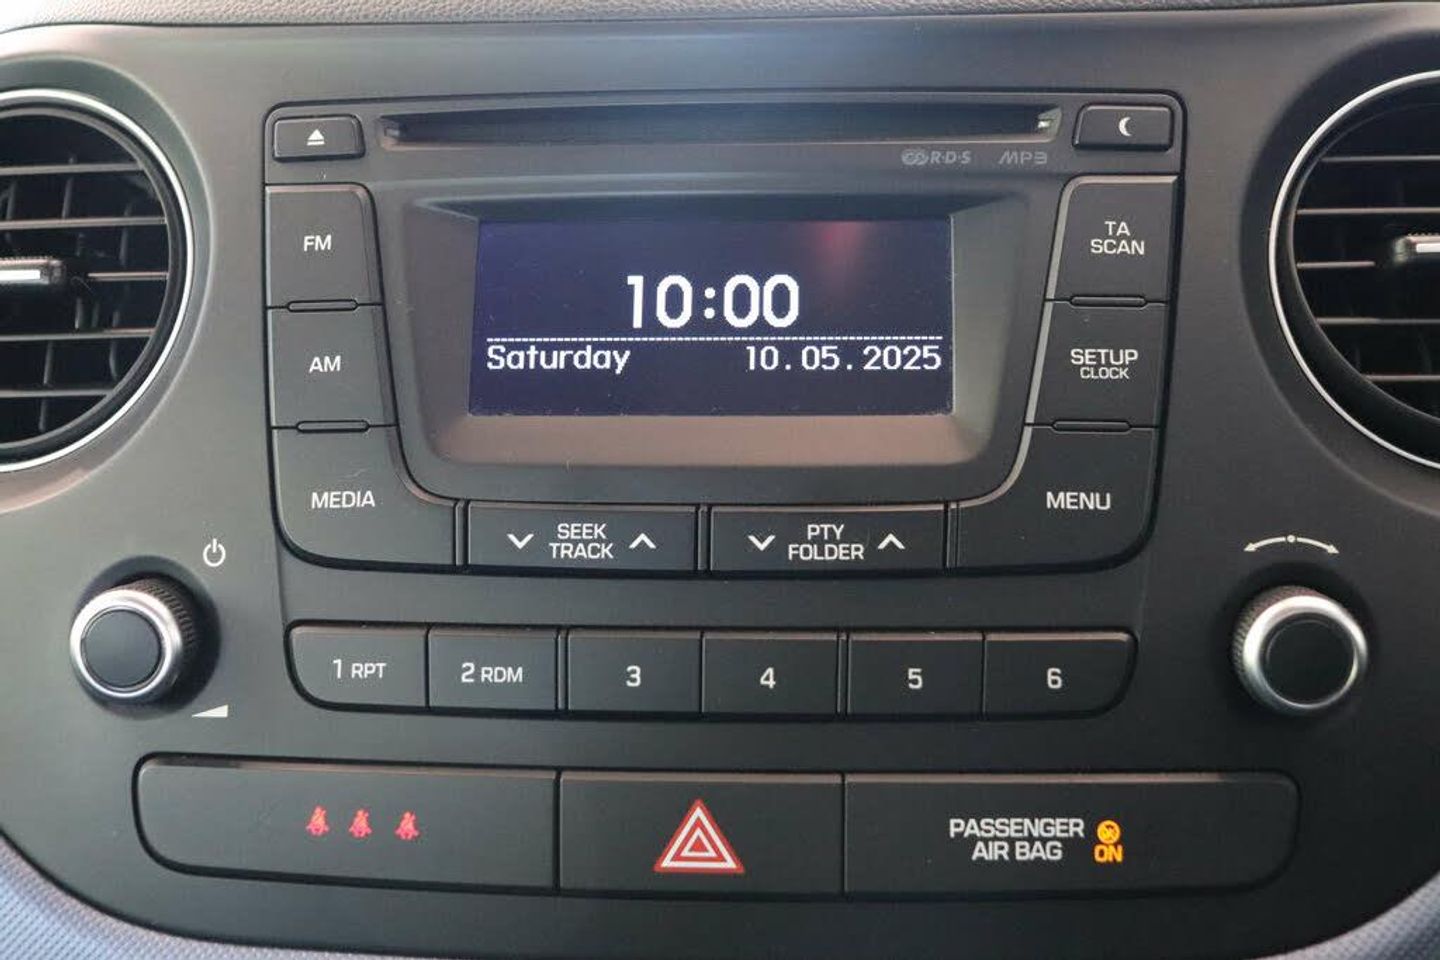 R·D·S MP3
FM
TA
SCAN
10:00
Saturday 10.05.2025
AM
SETUP
CLOCK
MEDIA
MENU
SEEK
TRACK
PTY
FOLDER
1 RPT
2 RDM
3
4
5
6
PASSENGER
AIR BAG
ON